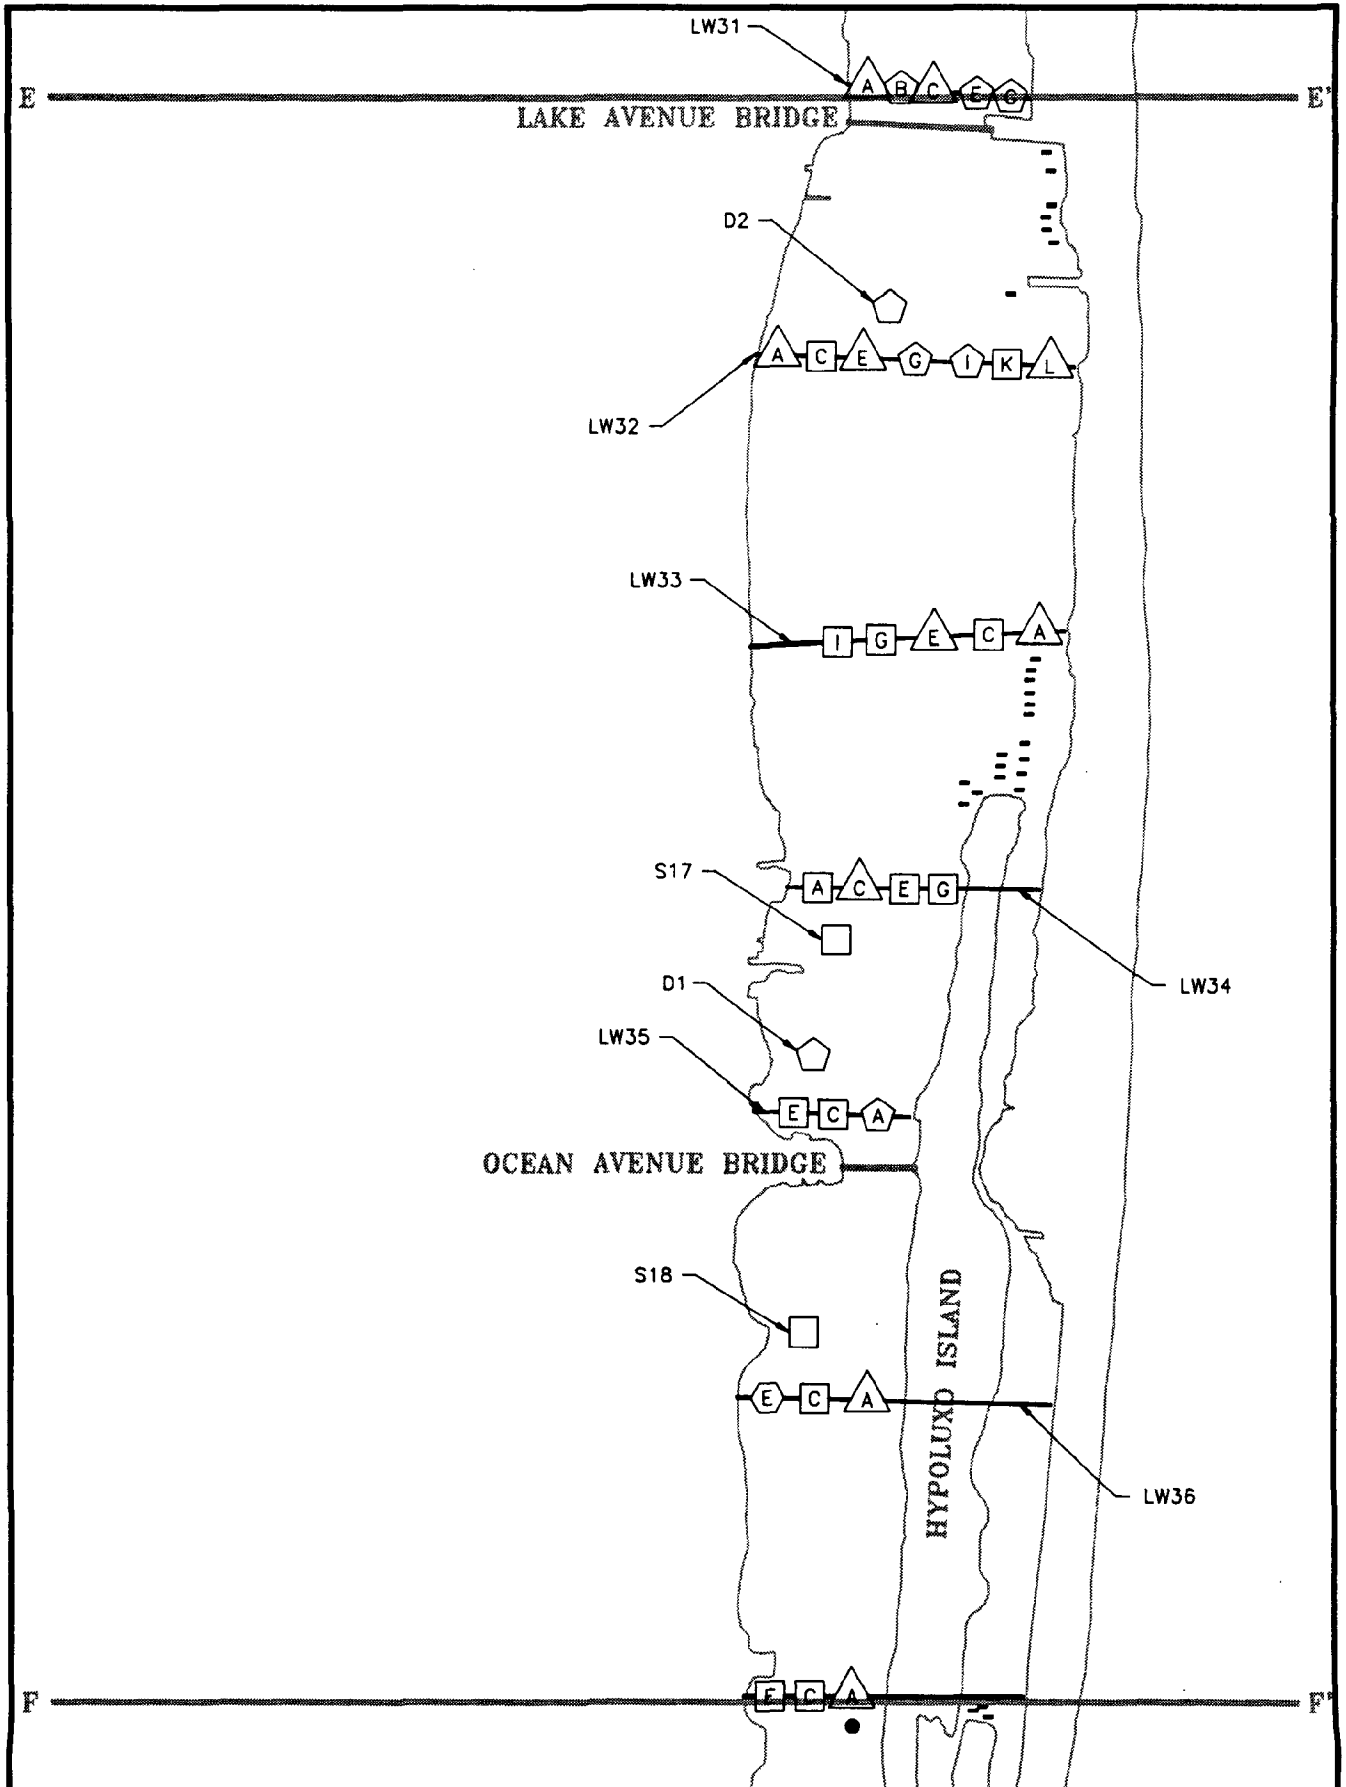 LW31
A B C E G
E E'
LAKE AVENUE BRIDGE
D2
A C E G I K L
LW32
LW33
I G E C A
S17
A C E G
D1
LW34
LW35
E C A
OCEAN AVENUE BRIDGE
S18
HYPOLUXO ISLAND
E C A
LW36
E C A
F F'